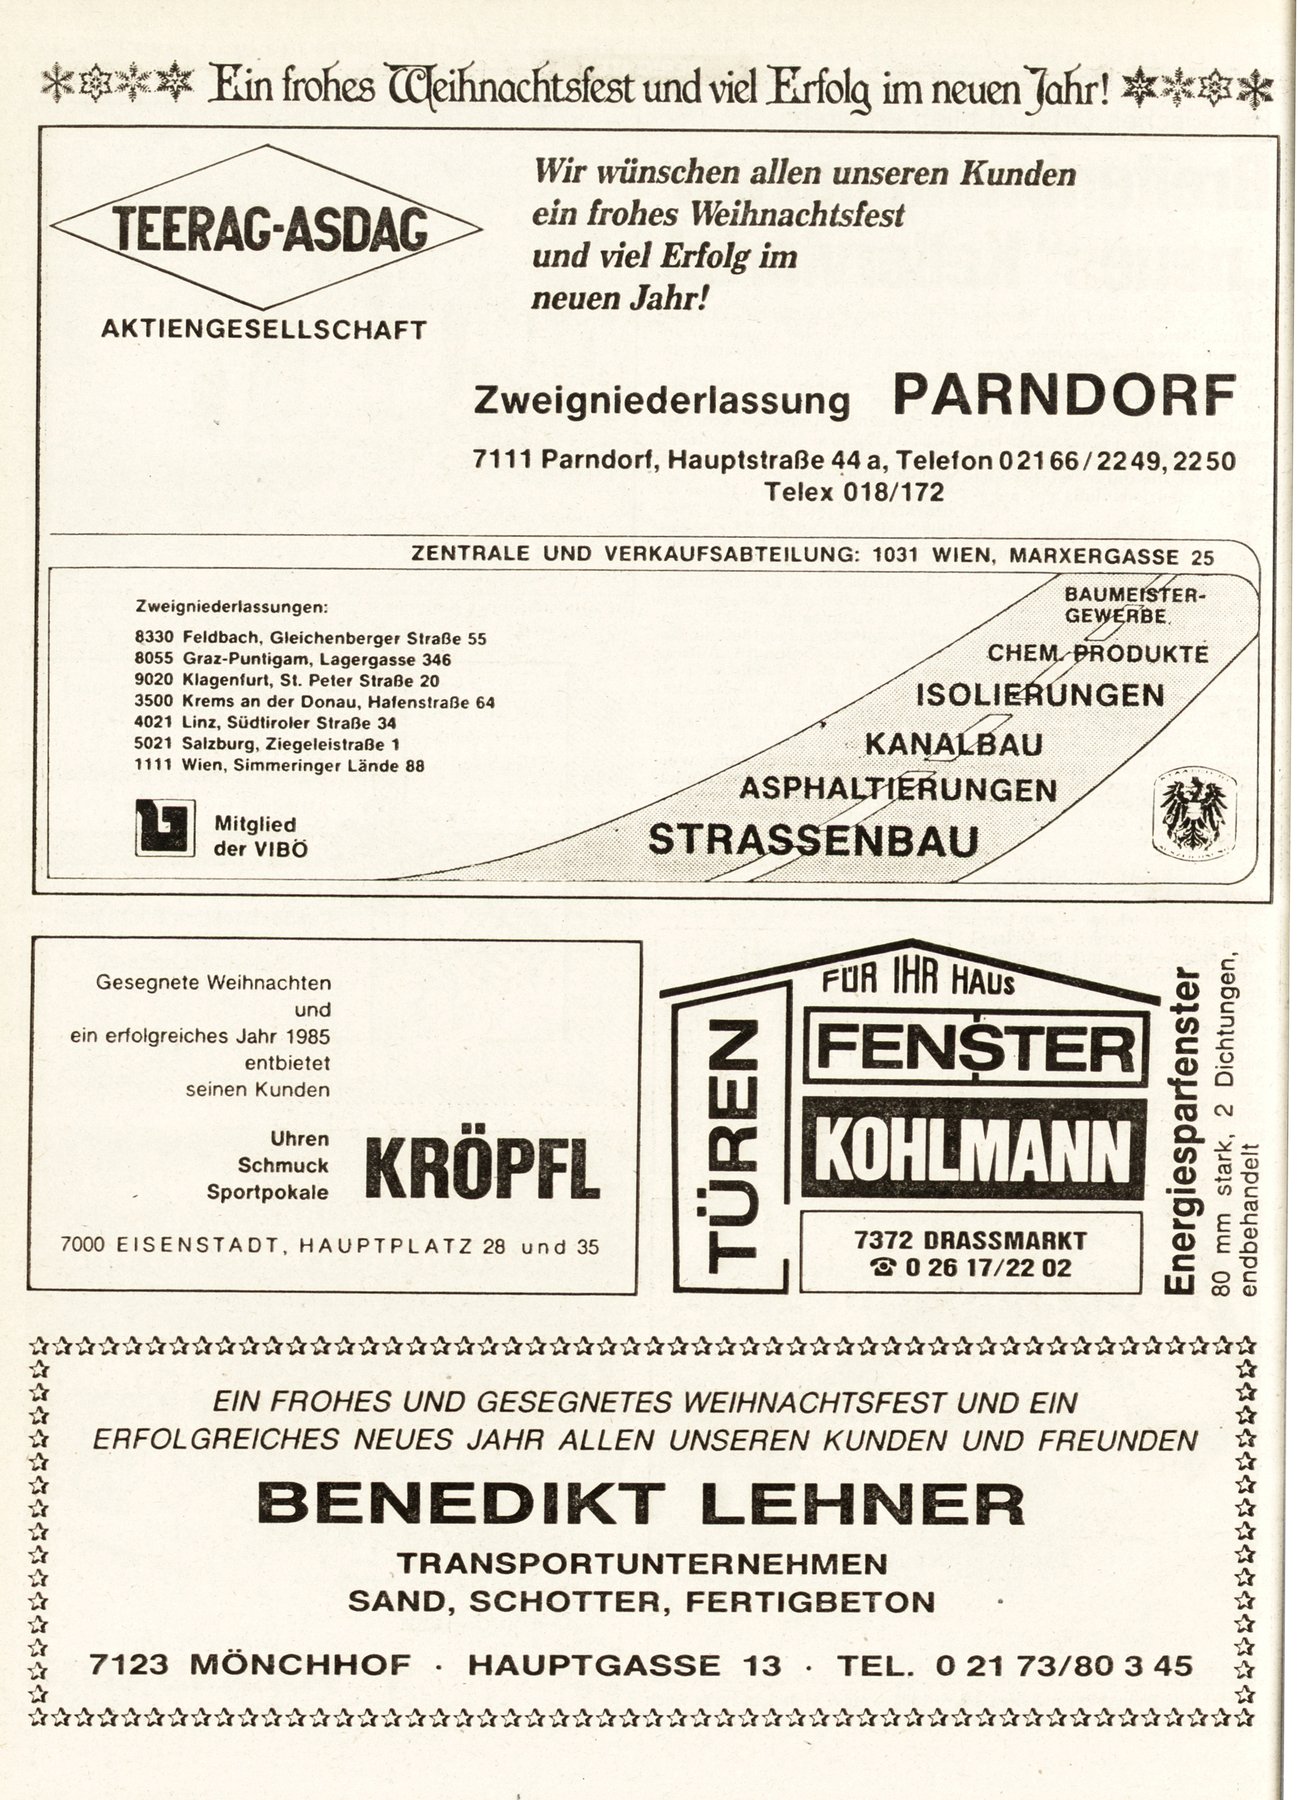 Ein frohes Weihnachtsfest und viel Erfolg im neuen Jahr!
TEERAG-ASDAG
AKTIENGESELLSCHAFT
Wir wünschen allen unseren Kunden
ein frohes Weihnachtsfest
und viel Erfolg im
neuen Jahr!
Zweigniederlassung PARNDORF
7111 Parndorf, Hauptstraße 44 a, Telefon 0 21 66 / 22 49, 22 50
Telex 018/172
ZENTRALE UND VERKAUFSABTEILUNG: 1031 WIEN, MARXERGASSE 25
Zweigniederlassungen:
8330 Feldbach, Gleichenberger Straße 55
8055 Graz-Puntigam, Lagergasse 346
9020 Klagenfurt, St. Peter Straße 20
3500 Krems an der Donau, Hafenstraße 64
4021 Linz, Südtiroler Straße 34
5021 Salzburg, Ziegeleistraße 1
1111 Wien, Simmeringer Lände 88
Mitglied
der VIBÖ
BAUMEISTER-
GEWERBE
CHEM. PRODUKTE
ISOLIERUNGEN
KANALBAU
ASPHALTIERUNGEN
STRASSENBAU
Gesegnete Weihnachten
und
ein erfolgreiches Jahr 1985
entbietet
seinen Kunden
Uhren
Schmuck
Sportpokale
KRÖPFL
7000 EISENSTADT, HAUPTPLATZ 28 und 35
FÜR IHR HAUS
TÜREN
FENSTER
KOHLMANN
7372 DRASSMARKT
☎ 0 26 17/22 02
Energiesparfenster
80 mm stark, 2 Dichtungen,
endbehandelt
EIN FROHES UND GESEGNETES WEIHNACHTSFEST UND EIN
ERFOLGREICHES NEUES JAHR ALLEN UNSEREN KUNDEN UND FREUNDEN
BENEDIKT LEHNER
TRANSPORTUNTERNEHMEN
SAND, SCHOTTER, FERTIGBETON
7123 MÖNCHHOF · HAUPTGASSE 13 · TEL. 0 21 73/80 3 45